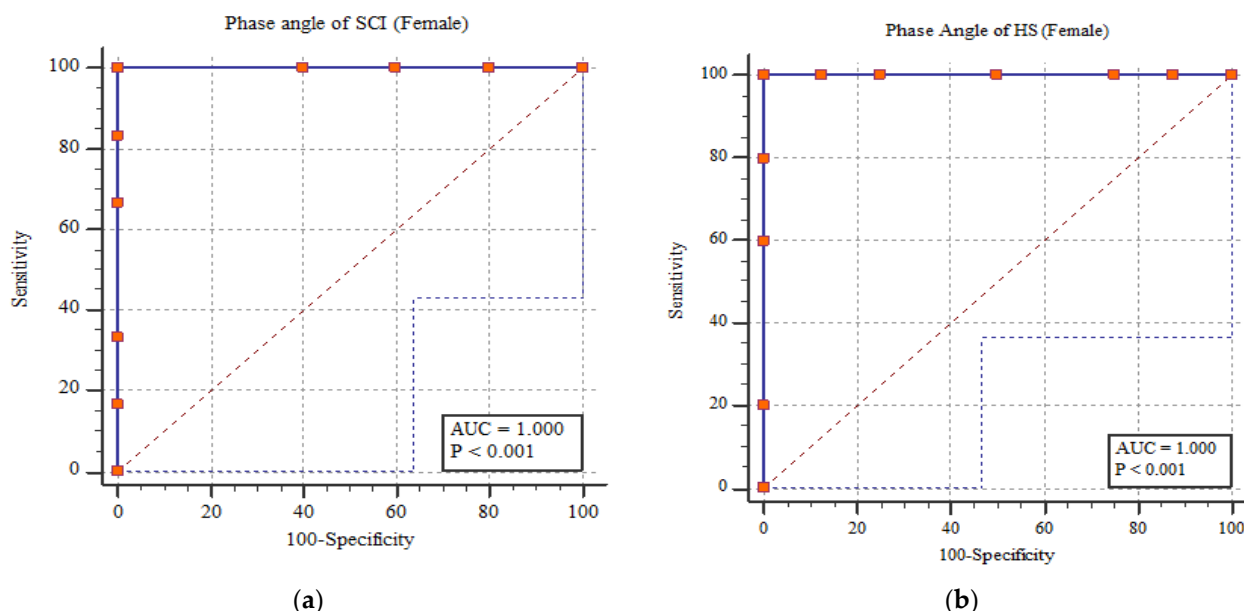 Phase angle of SCI (Female)
100
80
60
40
20
0
Sensitivity
AUC = 1.000
P < 0.001
0 20 40 60 80 100
100-Specificity
(a)
Phase Angle of HS (Female)
100
80
60
40
20
0
Sensitivity
AUC = 1.000
P < 0.001
0 20 40 60 80 100
100-Specificity
(b)